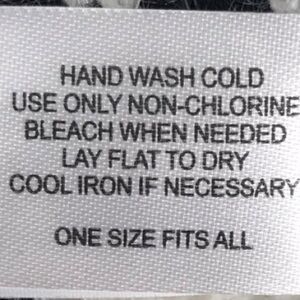 HAND WASH COLD
USE ONLY NON-CHLORINE
BLEACH WHEN NEEDED
LAY FLAT TO DRY
COOL IRON IF NECESSARY
ONE SIZE FITS ALL